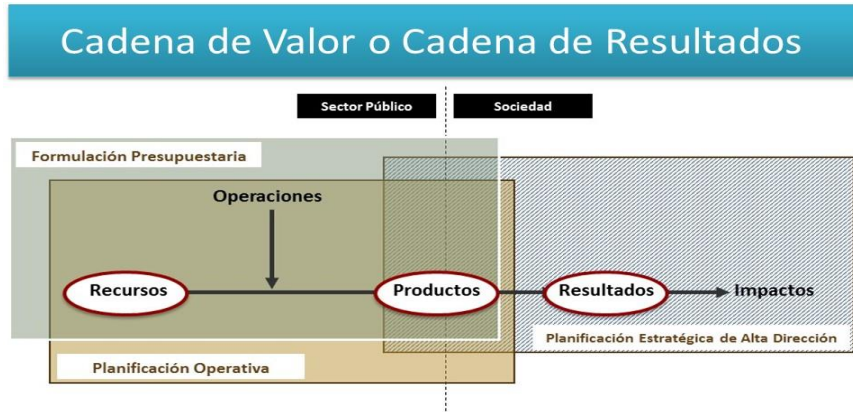 Cadena de Valor o Cadena de Resultados
Sector Público
Sociedad
Formulación Presupuestaria
Operaciones
Recursos
Productos
Resultados
Impactos
Planificación Estratégica de Alta Dirección
Planificación Operativa